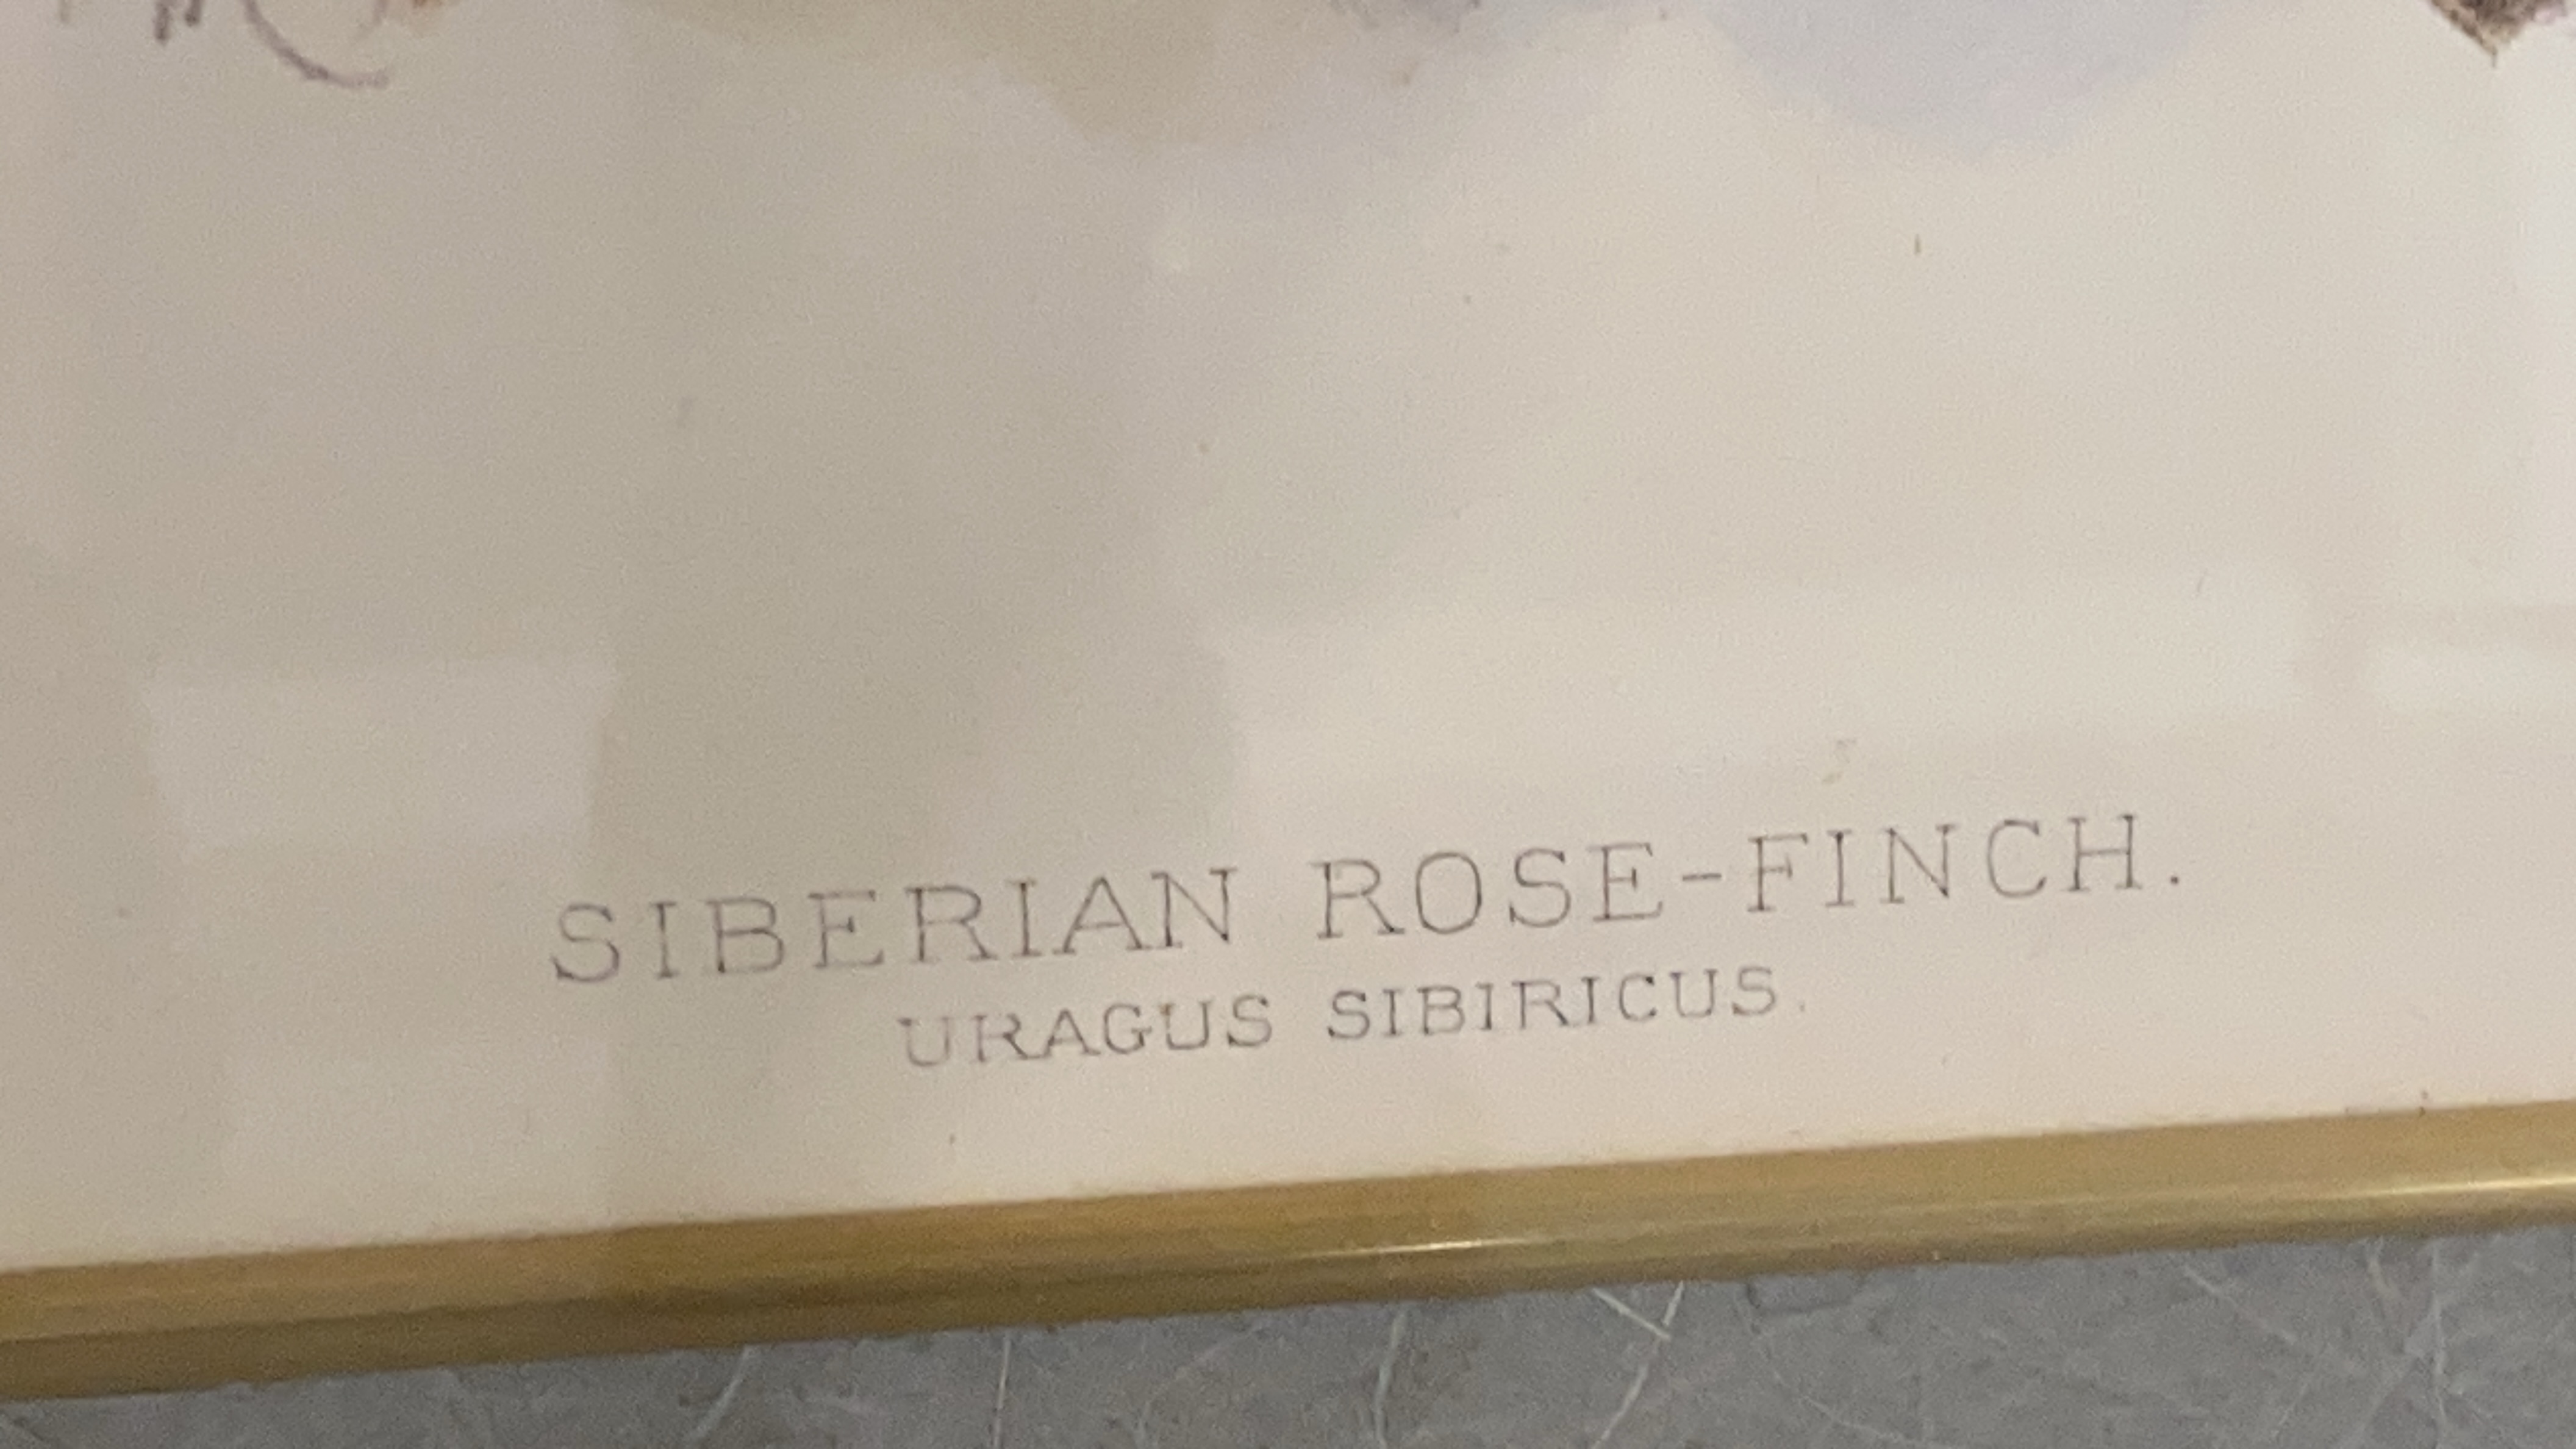 SIBERIAN ROSE-FINCH.
URAGUS SIBIRICUS.